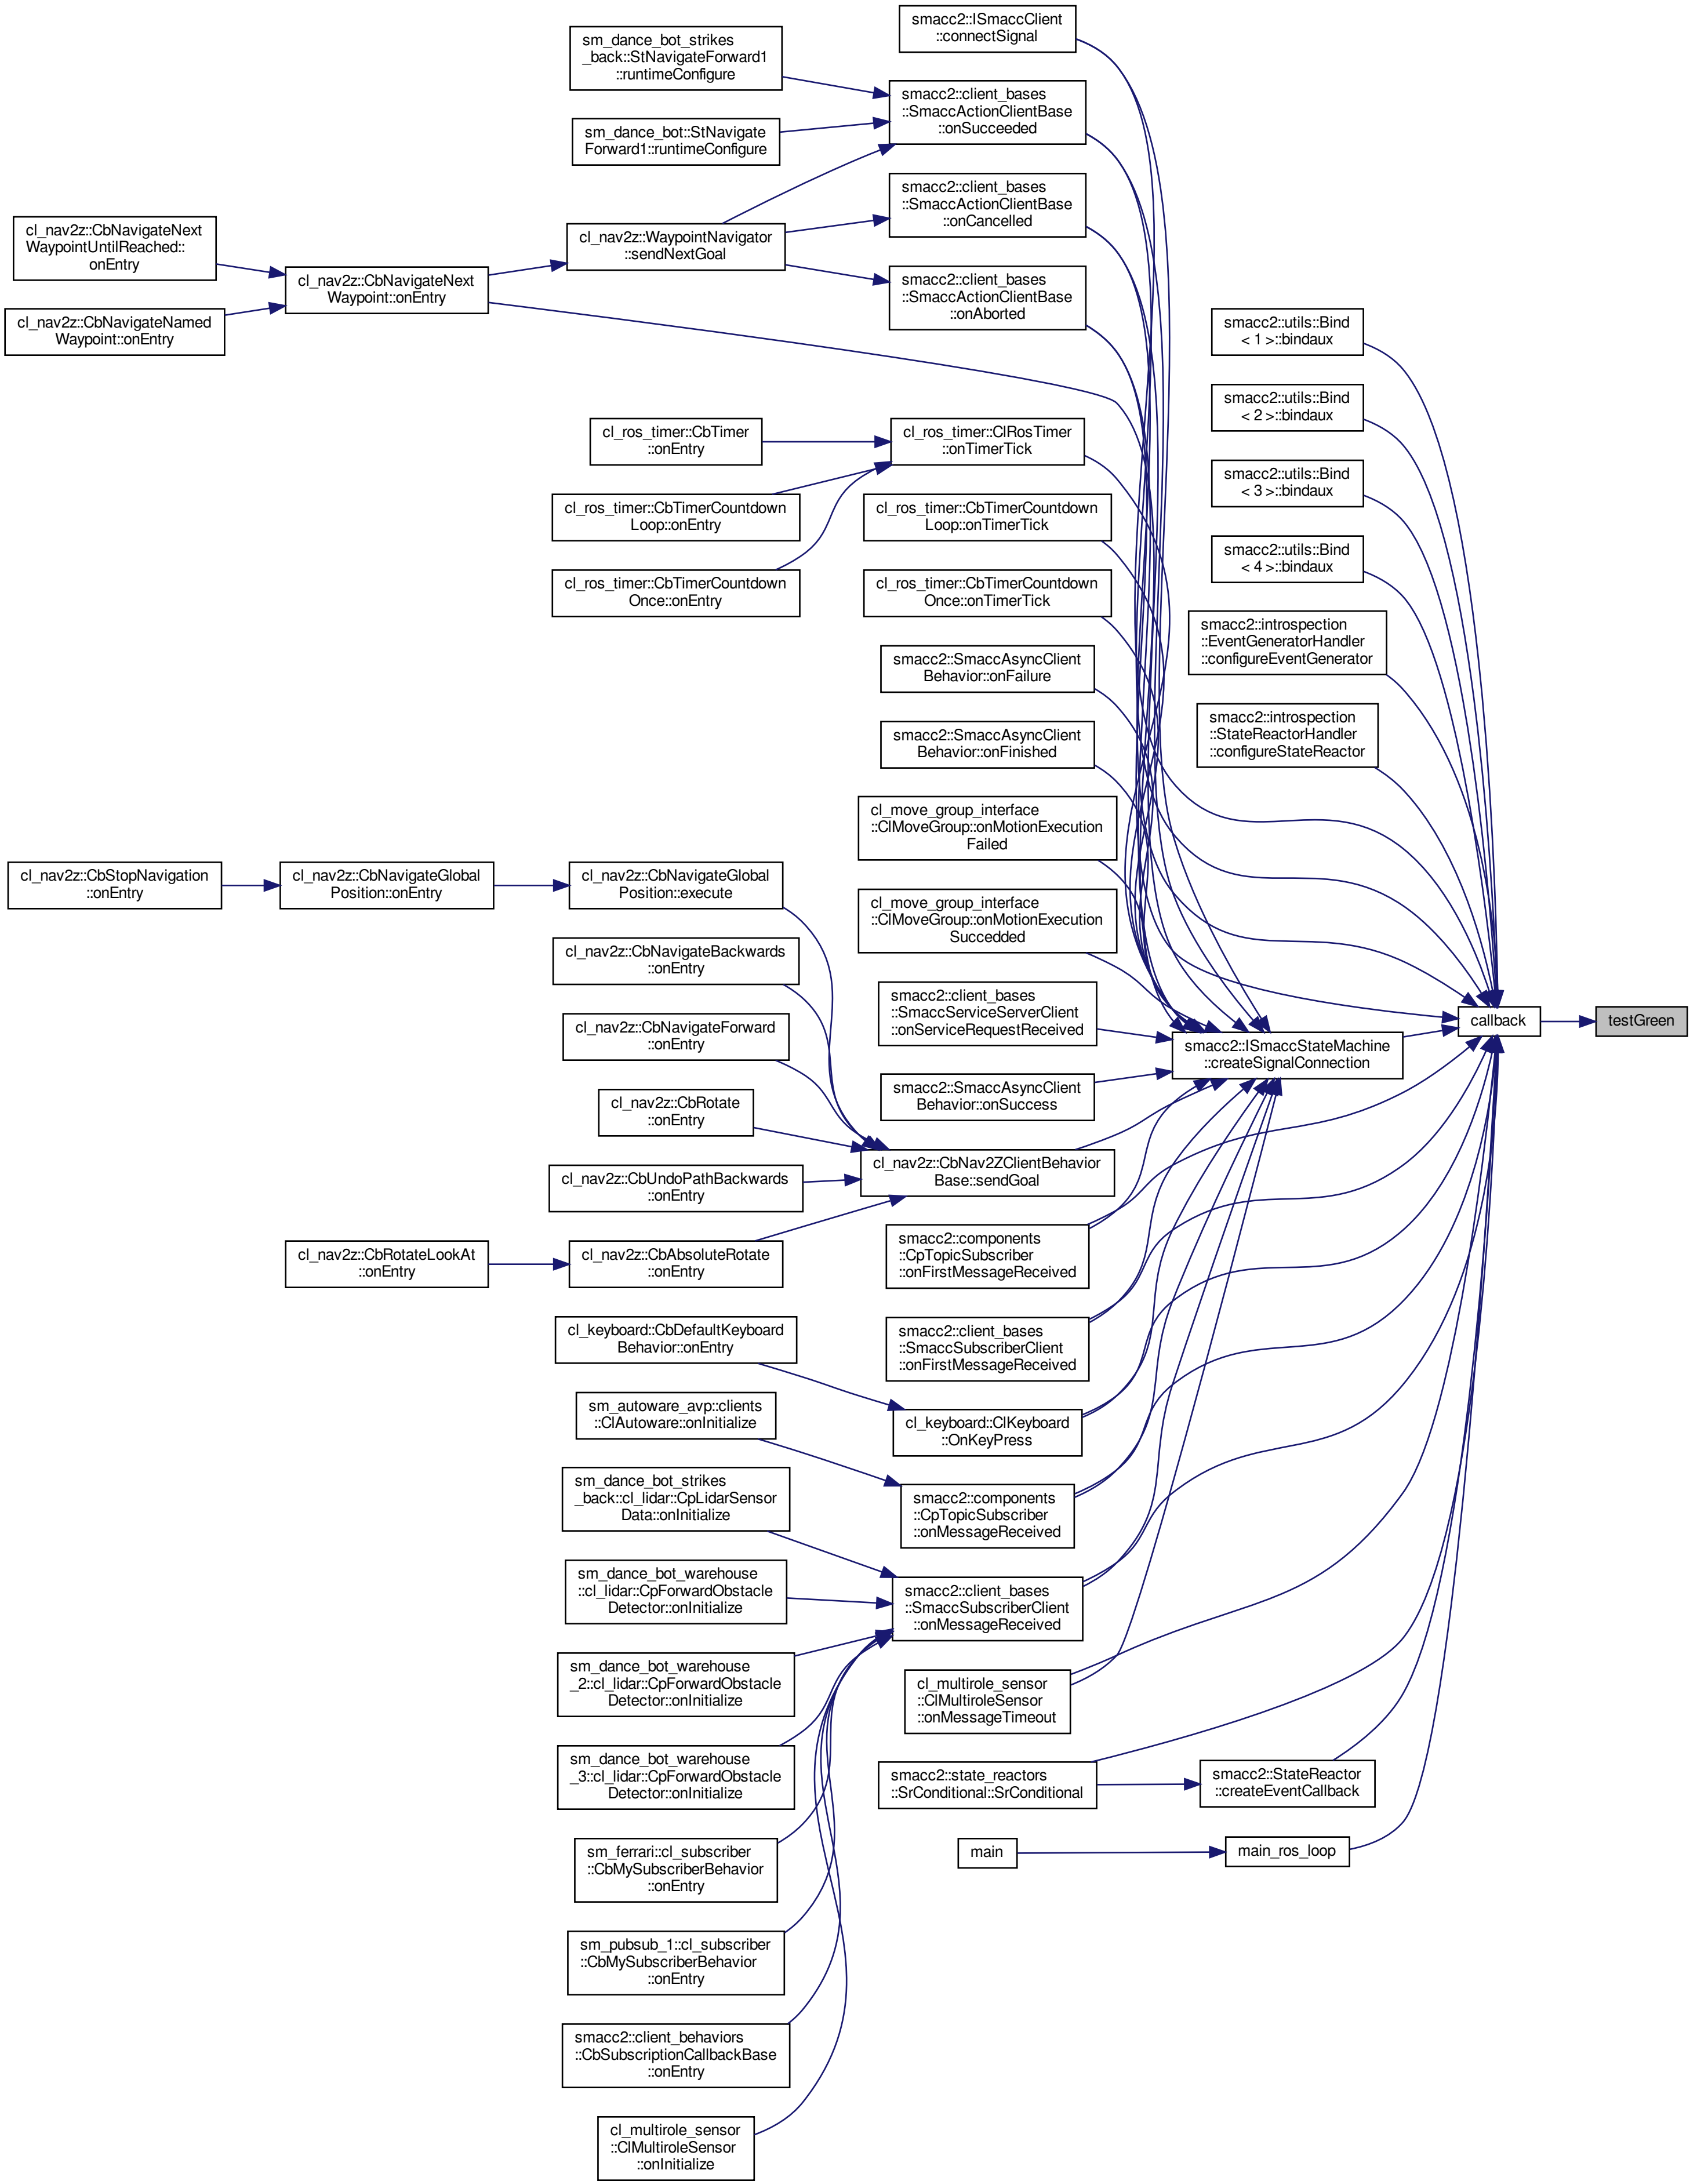 smacc2::ISmaccClient
::connectSignal
sm_dance_bot_strikes
_back::StNavigateForward1
::runtimeConfigure
smacc2::client_bases
::SmaccActionClientBase
::onSucceeded
sm_dance_bot::StNavigate
Forward1::runtimeConfigure
smacc2::client_bases
::SmaccActionClientBase
::onCancelled
cl_nav2z::CbNavigateNext
WaypointUntilReached::
onEntry
cl_nav2z::WaypointNavigator
::sendNextGoal
cl_nav2z::CbNavigateNext
Waypoint::onEntry
smacc2::client_bases
::SmaccActionClientBase
::onAborted
cl_nav2z::CbNavigateNamed
Waypoint::onEntry
smacc2::utils::Bind
< 1 >::bindaux
smacc2::utils::Bind
< 2 >::bindaux
cl_ros_timer::CbTimer
::onEntry
cl_ros_timer::ClRosTimer
::onTimerTick
smacc2::utils::Bind
< 3 >::bindaux
cl_ros_timer::CbTimerCountdown
Loop::onEntry
cl_ros_timer::CbTimerCountdown
Loop::onTimerTick
smacc2::utils::Bind
< 4 >::bindaux
cl_ros_timer::CbTimerCountdown
Once::onEntry
cl_ros_timer::CbTimerCountdown
Once::onTimerTick
smacc2::introspection
::EventGeneratorHandler
::configureEventGenerator
smacc2::SmaccAsyncClient
Behavior::onFailure
smacc2::introspection
::StateReactorHandler
::configureStateReactor
smacc2::SmaccAsyncClient
Behavior::onFinished
cl_move_group_interface
::ClMoveGroup::onMotionExecution
Failed
cl_nav2z::CbStopNavigation
::onEntry
cl_nav2z::CbNavigateGlobal
Position::onEntry
cl_nav2z::CbNavigateGlobal
Position::execute
cl_move_group_interface
::ClMoveGroup::onMotionExecution
Succedded
cl_nav2z::CbNavigateBackwards
::onEntry
smacc2::client_bases
::SmaccServiceServerClient
::onServiceRequestReceived
callback
testGreen
cl_nav2z::CbNavigateForward
::onEntry
smacc2::ISmaccStateMachine
::createSignalConnection
smacc2::SmaccAsyncClient
Behavior::onSuccess
cl_nav2z::CbRotate
::onEntry
cl_nav2z::CbNav2ZClientBehavior
Base::sendGoal
cl_nav2z::CbUndoPathBackwards
::onEntry
smacc2::components
::CpTopicSubscriber
::onFirstMessageReceived
cl_nav2z::CbRotateLookAt
::onEntry
cl_nav2z::CbAbsoluteRotate
::onEntry
cl_keyboard::CbDefaultKeyboard
Behavior::onEntry
smacc2::client_bases
::SmaccSubscriberClient
::onFirstMessageReceived
sm_autoware_avp::clients
::ClAutoware::onInitialize
cl_keyboard::ClKeyboard
::OnKeyPress
sm_dance_bot_strikes
_back::cl_lidar::CpLidarSensor
Data::onInitialize
smacc2::components
::CpTopicSubscriber
::onMessageReceived
sm_dance_bot_warehouse
::cl_lidar::CpForwardObstacle
Detector::onInitialize
smacc2::client_bases
::SmaccSubscriberClient
::onMessageReceived
sm_dance_bot_warehouse
_2::cl_lidar::CpForwardObstacle
Detector::onInitialize
cl_multirole_sensor
::ClMultiroleSensor
::onMessageTimeout
sm_dance_bot_warehouse
_3::cl_lidar::CpForwardObstacle
Detector::onInitialize
smacc2::state_reactors
::SrConditional::SrConditional
smacc2::StateReactor
::createEventCallback
sm_ferrari::cl_subscriber
::CbMySubscriberBehavior
::onEntry
main
main_ros_loop
sm_pubsub_1::cl_subscriber
::CbMySubscriberBehavior
::onEntry
smacc2::client_behaviors
::CbSubscriptionCallbackBase
::onEntry
cl_multirole_sensor
::ClMultiroleSensor
::onInitialize